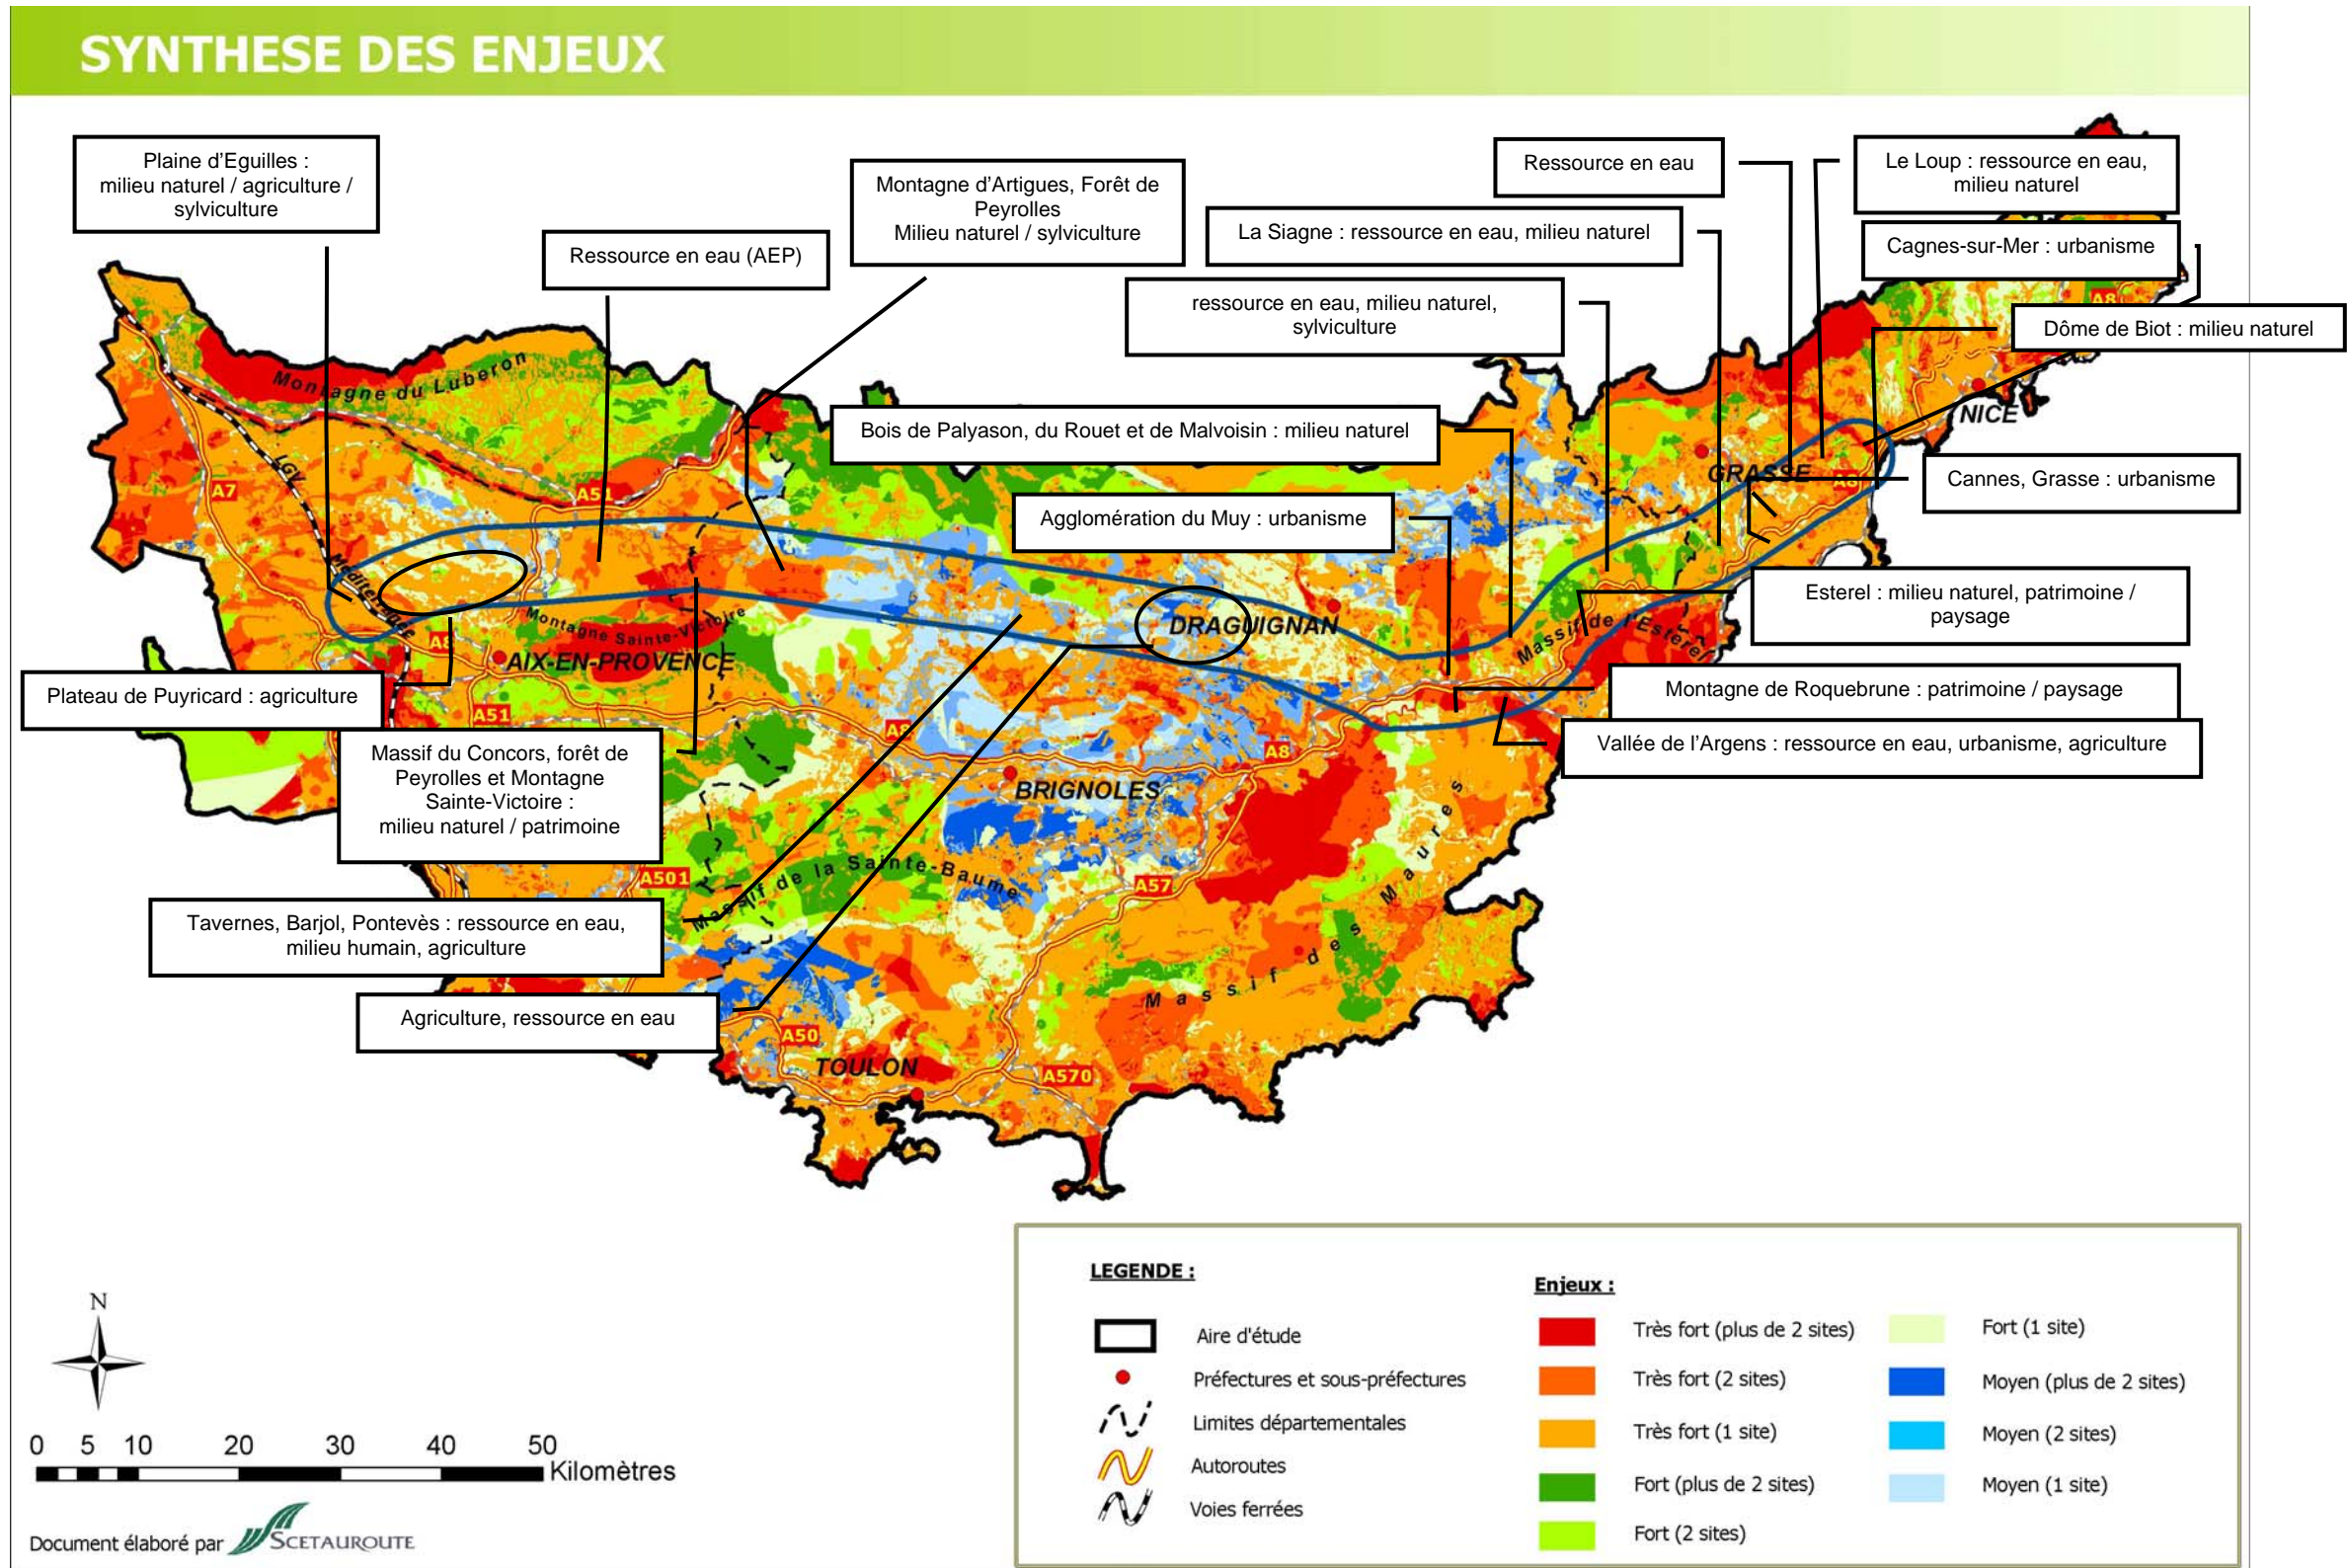 SYNTHESE DES ENJEUX
Plaine d'Eguilles :
milieu naturel / agriculture /
sylviculture
Ressource en eau (AEP)
Montagne d'Artigues, Forêt de
Peyrolles
Milieu naturel / sylviculture
Ressource en eau
Le Loup : ressource en eau,
milieu naturel
La Siagne : ressource en eau, milieu naturel
Cagnes-sur-Mer : urbanisme
ressource en eau, milieu naturel,
sylviculture
Dôme de Biot : milieu naturel
Bois de Palyason, du Rouet et de Malvoisin : milieu naturel
Cannes, Grasse : urbanisme
Agglomération du Muy : urbanisme
Esterel : milieu naturel, patrimoine /
paysage
Plateau de Puyricard : agriculture
Montagne de Roquebrune : patrimoine / paysage
Vallée de l'Argens : ressource en eau, urbanisme, agriculture
Massif du Concors, forêt de
Peyrolles et Montagne
Sainte-Victoire :
milieu naturel / patrimoine
Tavernes, Barjol, Pontevès : ressource en eau,
milieu humain, agriculture
Agriculture, ressource en eau
Montagne du Luberon
LGV
Méditerranée
A7
A51
A8
A8
A8
NICE
GRASSE
Montagne Sainte-Victoire
AIX-EN-PROVENCE
DRAGUIGNAN
Massif de l'Esterel
A51
A8
A8
BRIGNOLES
Massif de la Sainte-Baume
A501
A57
Massif des Maures
A50
TOULON
A570
N
0 5 10 20 30 40 50
Kilomètres
Document élaboré par SCETAUROUTE
LEGENDE :
Aire d'étude
Préfectures et sous-préfectures
Limites départementales
Autoroutes
Voies ferrées
Enjeux :
Très fort (plus de 2 sites)
Très fort (2 sites)
Très fort (1 site)
Fort (plus de 2 sites)
Fort (2 sites)
Fort (1 site)
Moyen (plus de 2 sites)
Moyen (2 sites)
Moyen (1 site)